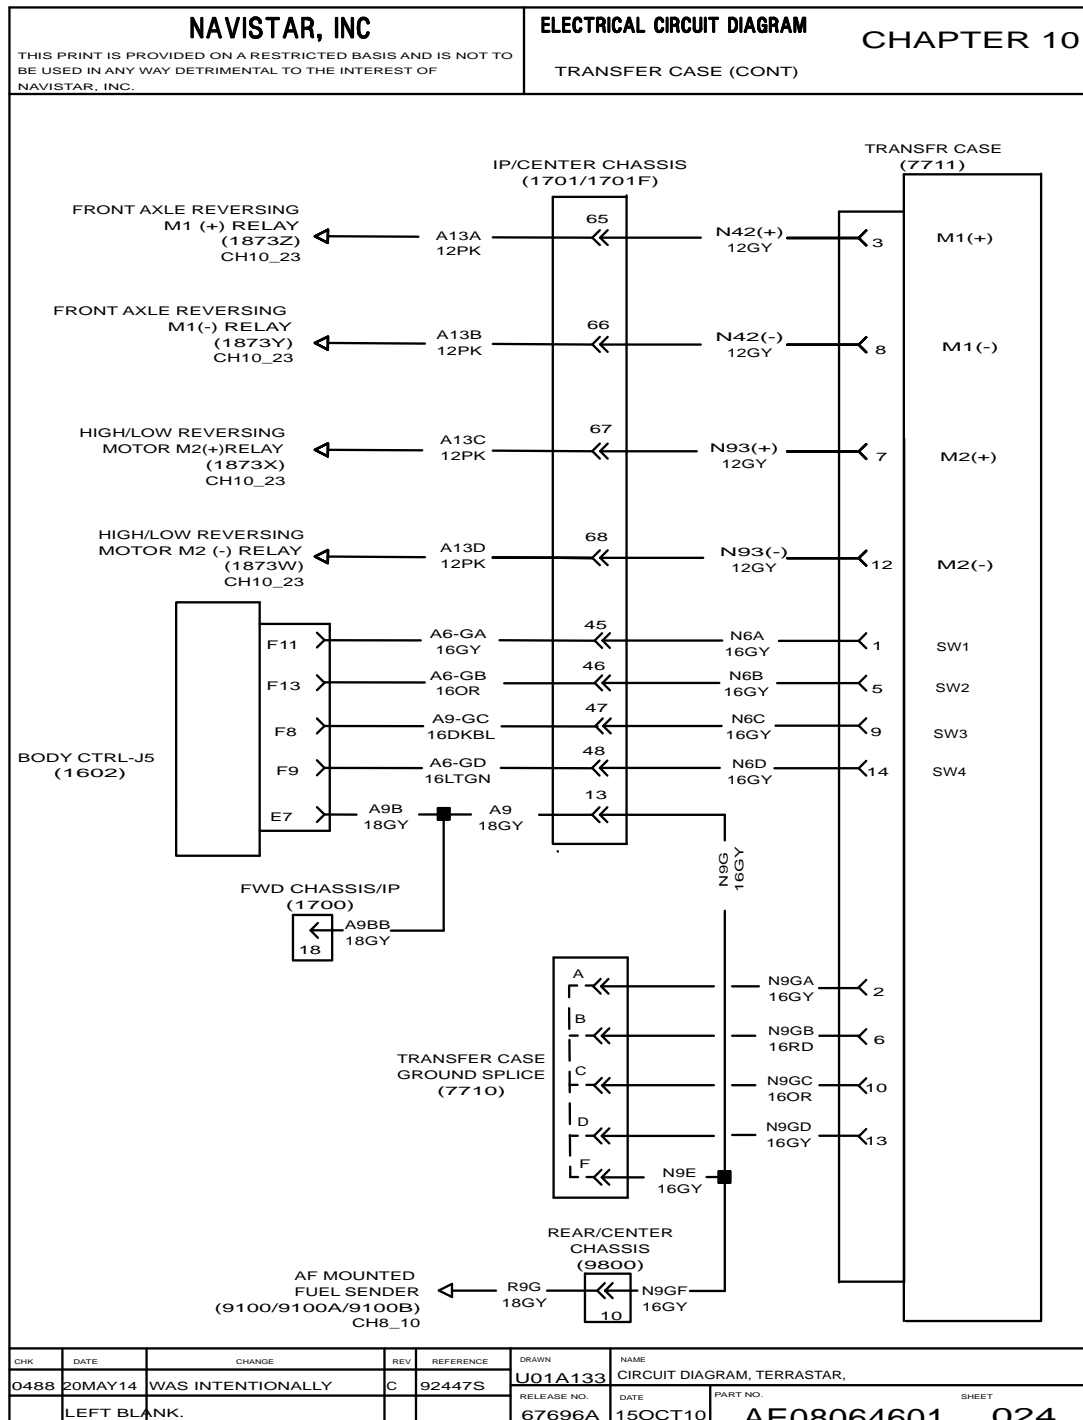 NAVISTAR, INC
THIS PRINT IS PROVIDED ON A RESTRICTED BASIS AND IS NOT TO
BE USED IN ANY WAY DETRIMENTAL TO THE INTEREST OF
NAVISTAR, INC.
ELECTRICAL CIRCUIT DIAGRAM
TRANSFER CASE (CONT)
CHAPTER 10
IP/CENTER CHASSIS
(1701/1701F)
TRANSFR CASE
(7711)
FRONT AXLE REVERSING
M1 (+) RELAY
(1873Z)
CH10_23
A13A
12PK
65
N42(+)
12GY
3
M1(+)
FRONT AXLE REVERSING
M1(-) RELAY
(1873Y)
CH10_23
A13B
12PK
66
N42(-)
12GY
8
M1(-)
HIGH/LOW REVERSING
MOTOR M2(+)RELAY
(1873X)
CH10_23
A13C
12PK
67
N93(+)
12GY
7
M2(+)
HIGH/LOW REVERSING
MOTOR M2 (-) RELAY
(1873W)
CH10_23
A13D
12PK
68
N93(-)
12GY
12
M2(-)
BODY CTRL-J5
(1602)
F11
A6-GA
16GY
45
N6A
16GY
1
SW1
F13
A6-GB
16OR
46
N6B
16GY
5
SW2
F8
A9-GC
16DKBL
47
N6C
16GY
9
SW3
F9
A6-GD
16LTGN
48
N6D
16GY
14
SW4
E7
A9B
18GY
A9
18GY
13
N9G
16GY
FWD CHASSIS/IP
(1700)
18
A9BB
18GY
TRANSFER CASE
GROUND SPLICE
(7710)
A
N9GA
16GY
2
B
N9GB
16RD
6
C
N9GC
16OR
10
D
N9GD
16GY
13
F
N9E
16GY
REAR/CENTER
CHASSIS
(9800)
10
AF MOUNTED
FUEL SENDER
(9100/9100A/9100B)
CH8_10
R9G
18GY
N9GF
16GY
CHK DATE CHANGE REV REFERENCE
0488 20MAY14 WAS INTENTIONALLY C 92447S
LEFT BLANK.
DRAWN
U01A133
NAME
CIRCUIT DIAGRAM, TERRASTAR,
RELEASE NO.
67696A
DATE
15OCT10
PART NO.
AE08064601
SHEET
024